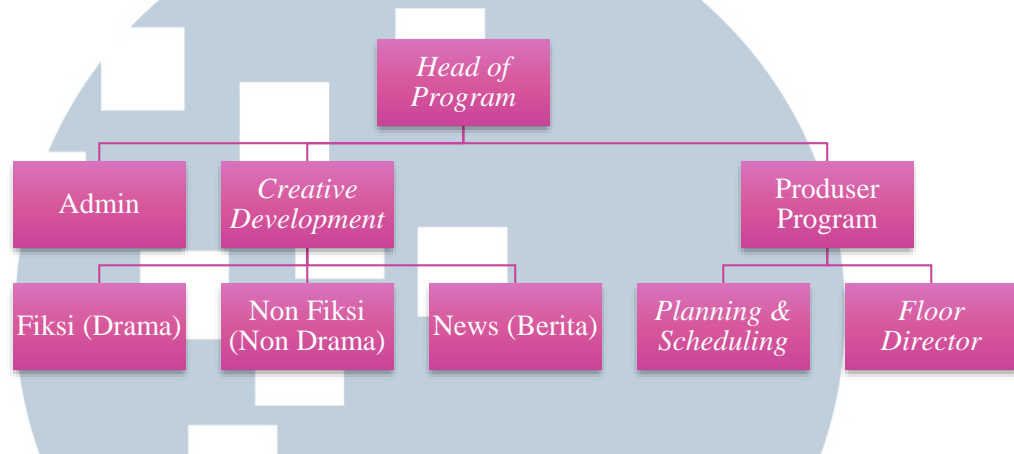 Head of
Program
Admin
Creative
Development
Produser
Program
Fiksi (Drama)
Non Fiksi
(Non Drama)
News (Berita)
Planning &
Scheduling
Floor
Director